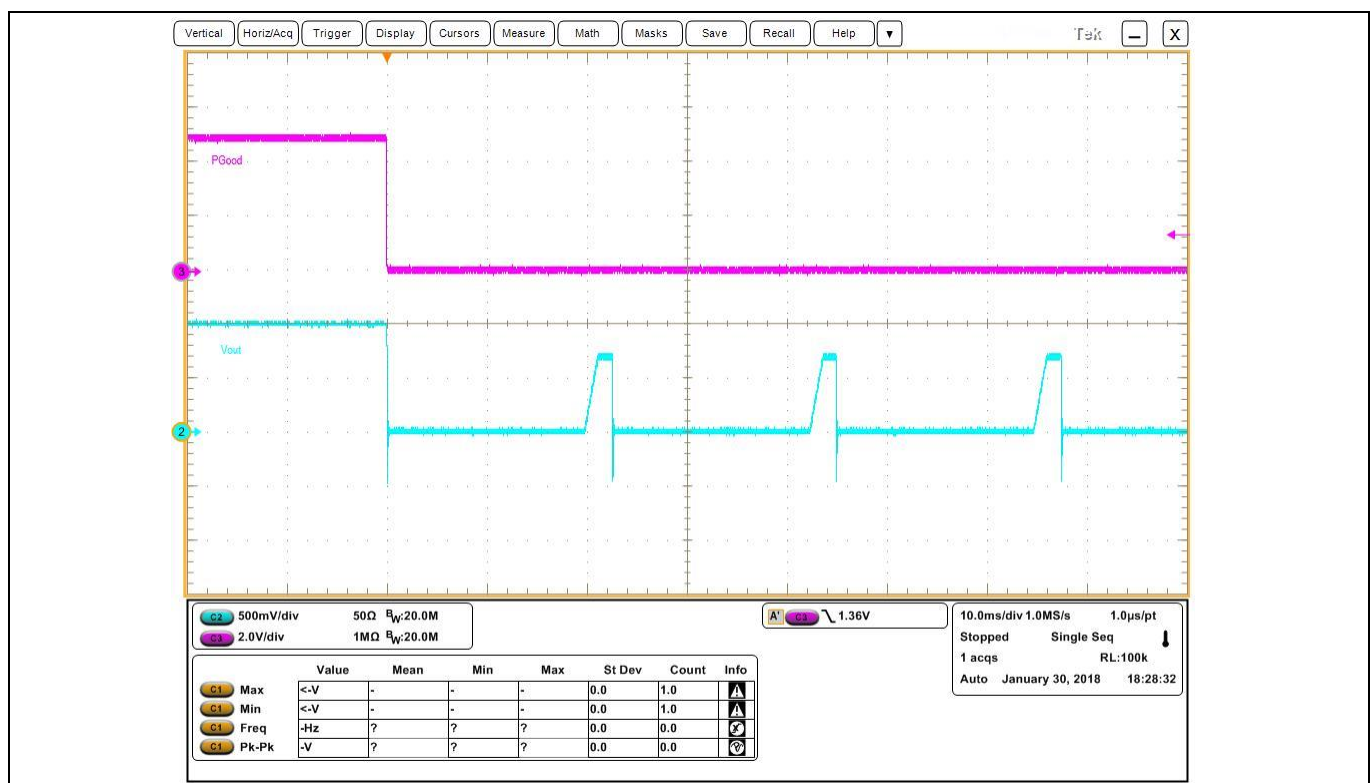 Vertical Horiz/Acq Trigger Display Cursors Measure Math Masks Save Recall Help ▼ Tek – X
PGood
3
Vout
2
C2 500mV/div 50Ω BW:20.0M
C3 2.0V/div 1MΩ BW:20.0M
A' C3 1.36V
10.0ms/div 1.0MS/s 1.0µs/pt
Stopped Single Seq
1 acqs RL:100k
Auto January 30, 2018 18:28:32
Value Mean Min Max St Dev Count Info
C1 Max <-V - - - 0.0 1.0
C1 Min <-V - - - 0.0 1.0
C1 Freq -Hz ? ? ? 0.0 0.0
C1 Pk-Pk -V ? ? ? 0.0 0.0